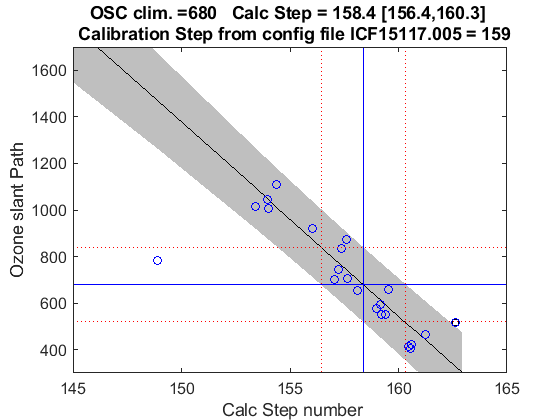 OSC clim. =680 Calc Step = 158.4 [156.4,160.3]
Calibration Step from config file ICF15117.005 = 159
Ozone slant Path
1600
1400
1200
1000
800
600
400
145 150 155 160 165
Calc Step number